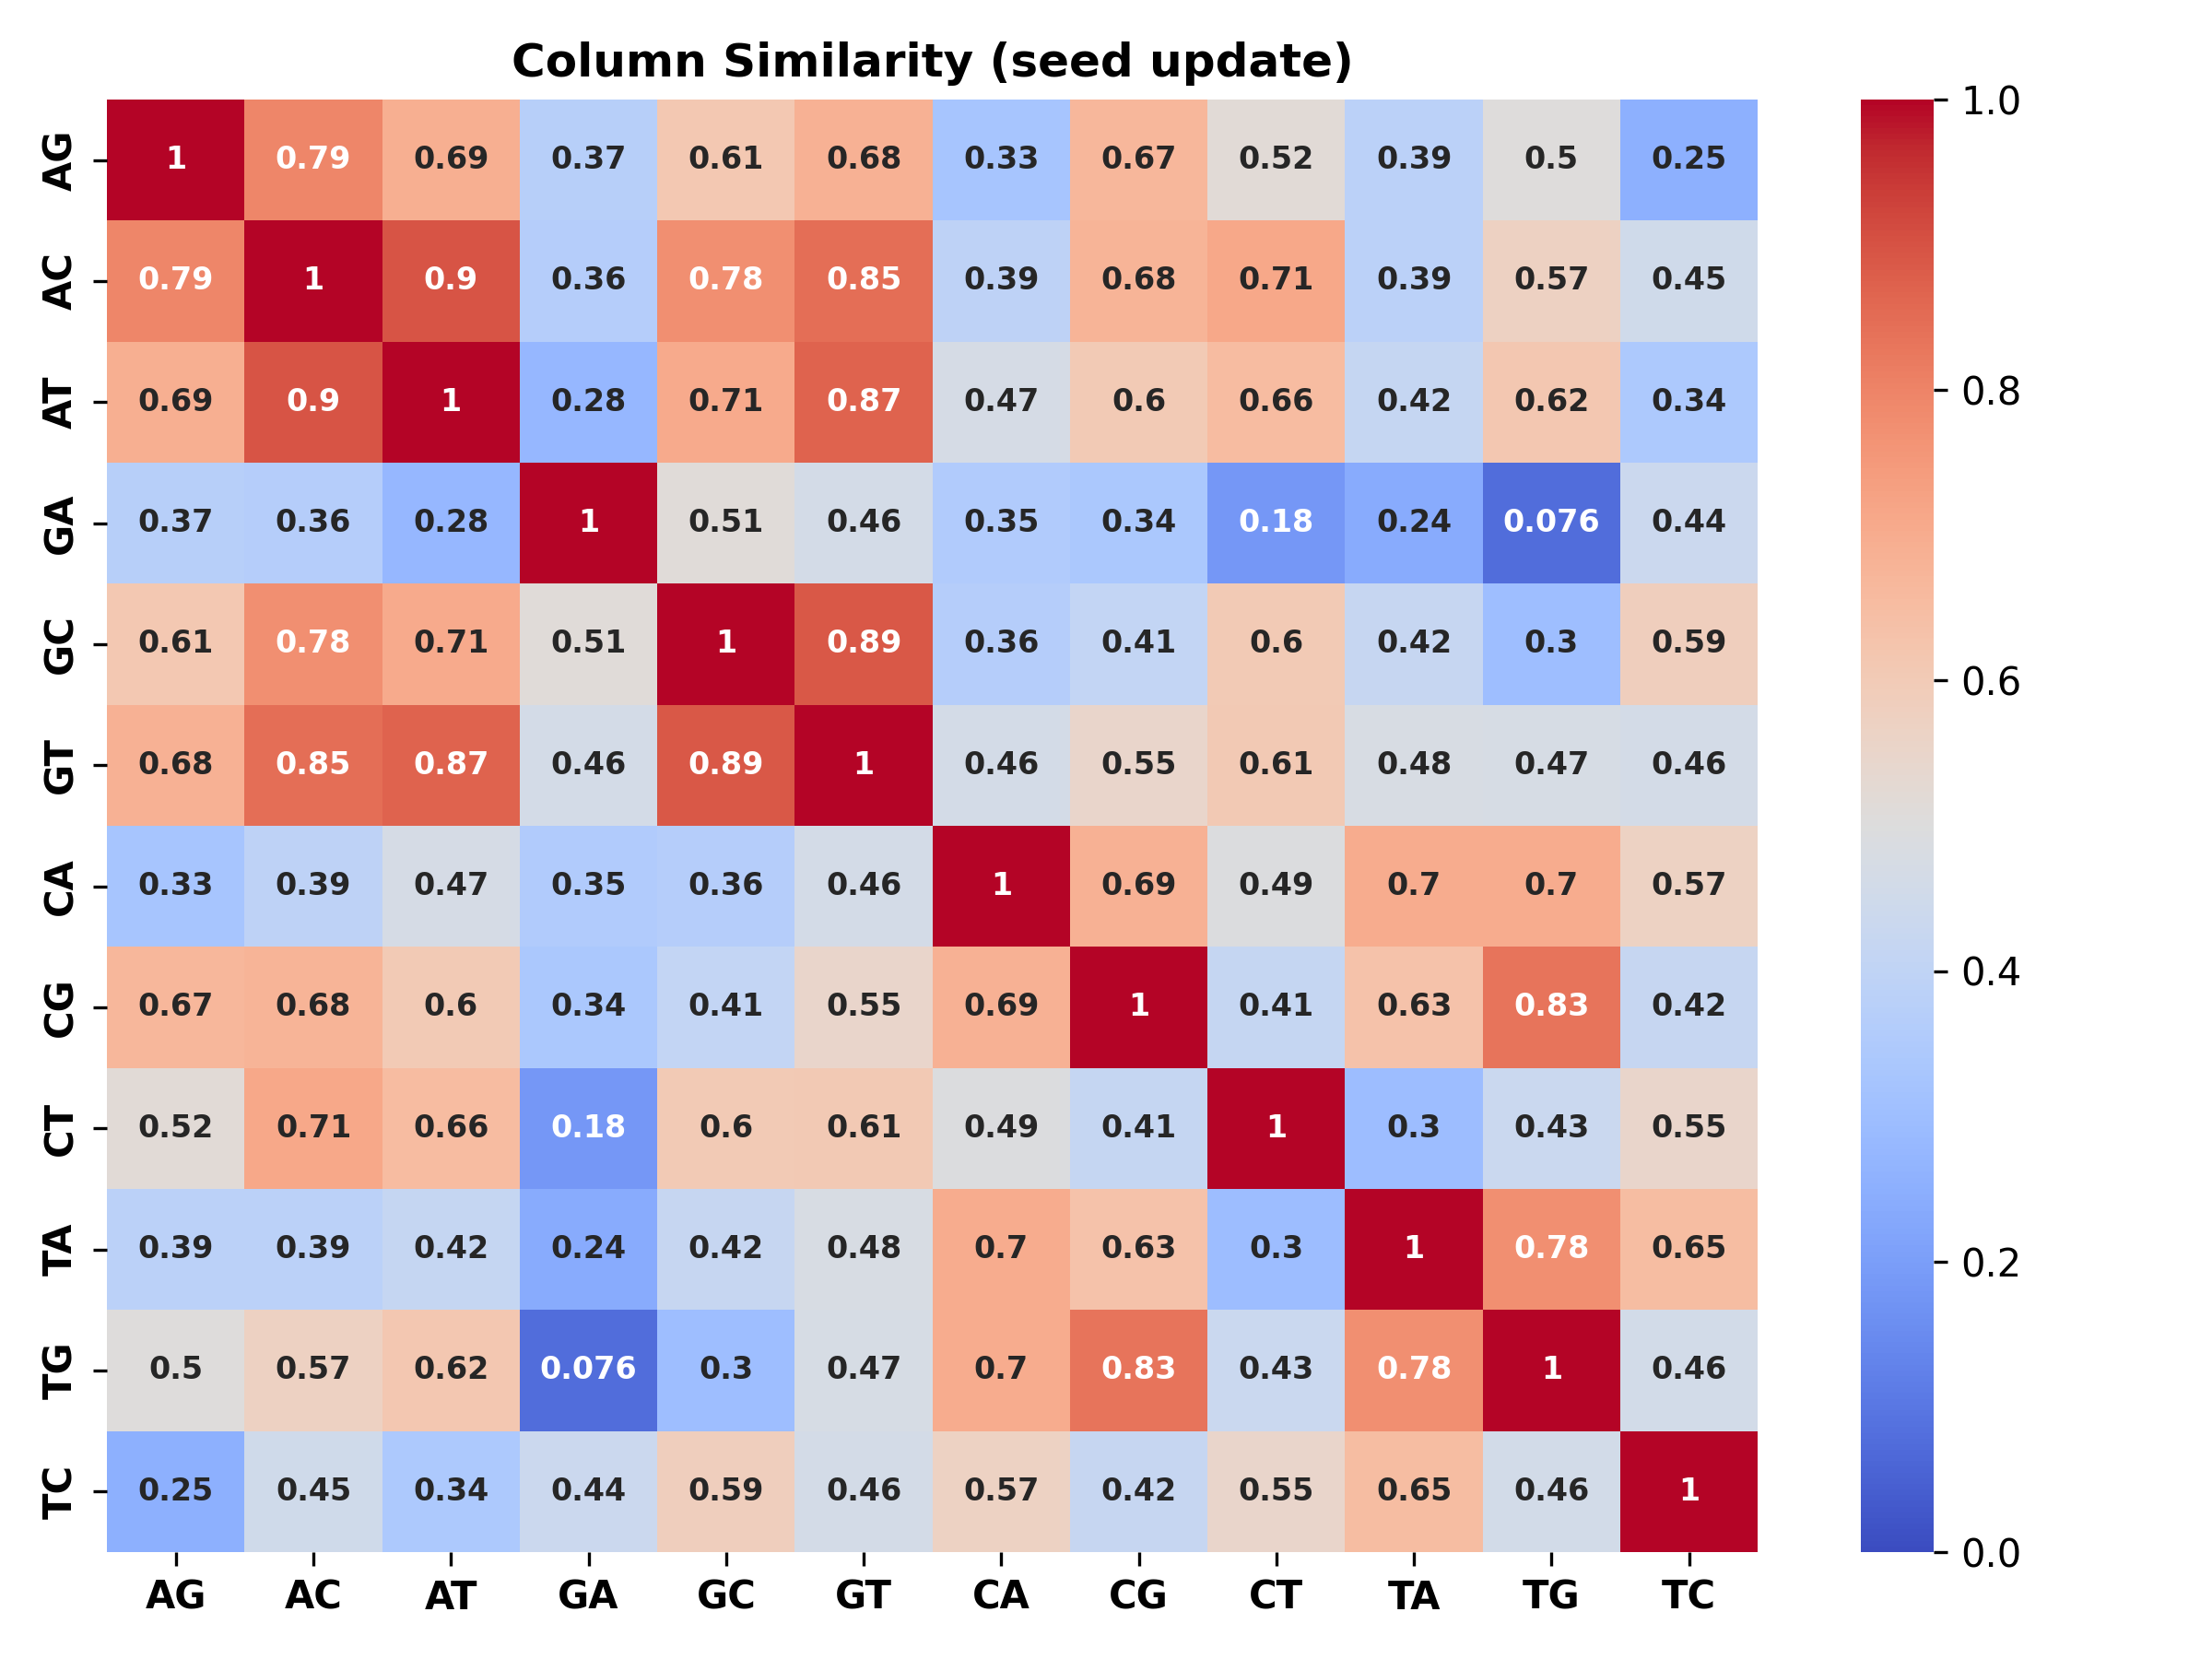 Column Similarity (seed update)
AG 1 0.79 0.69 0.37 0.61 0.68 0.33 0.67 0.52 0.39 0.5 0.25
AC 0.79 1 0.9 0.36 0.78 0.85 0.39 0.68 0.71 0.39 0.57 0.45
AT 0.69 0.9 1 0.28 0.71 0.87 0.47 0.6 0.66 0.42 0.62 0.34
GA 0.37 0.36 0.28 1 0.51 0.46 0.35 0.34 0.18 0.24 0.076 0.44
GC 0.61 0.78 0.71 0.51 1 0.89 0.36 0.41 0.6 0.42 0.3 0.59
GT 0.68 0.85 0.87 0.46 0.89 1 0.46 0.55 0.61 0.48 0.47 0.46
CA 0.33 0.39 0.47 0.35 0.36 0.46 1 0.69 0.49 0.7 0.7 0.57
CG 0.67 0.68 0.6 0.34 0.41 0.55 0.69 1 0.41 0.63 0.83 0.42
CT 0.52 0.71 0.66 0.18 0.6 0.61 0.49 0.41 1 0.3 0.43 0.55
TA 0.39 0.39 0.42 0.24 0.42 0.48 0.7 0.63 0.3 1 0.78 0.65
TG 0.5 0.57 0.62 0.076 0.3 0.47 0.7 0.83 0.43 0.78 1 0.46
TC 0.25 0.45 0.34 0.44 0.59 0.46 0.57 0.42 0.55 0.65 0.46 1
AG AC AT GA GC GT CA CG CT TA TG TC
1.0
0.8
0.6
0.4
0.2
0.0